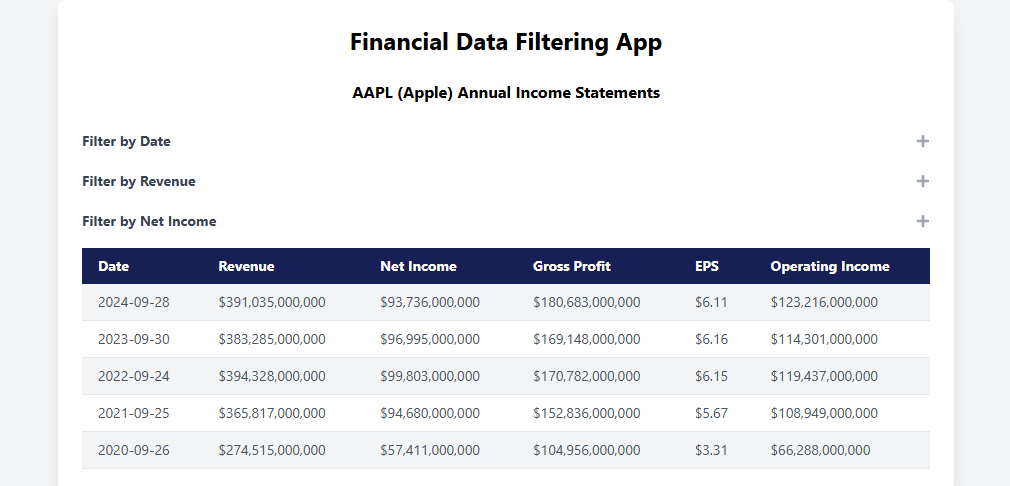 Financial Data Filtering App
AAPL (Apple) Annual Income Statements
Filter by Date +
Filter by Revenue +
Filter by Net Income +
Date Revenue Net Income Gross Profit EPS Operating Income
2024-09-28 $391,035,000,000 $93,736,000,000 $180,683,000,000 $6.11 $123,216,000,000
2023-09-30 $383,285,000,000 $96,995,000,000 $169,148,000,000 $6.16 $114,301,000,000
2022-09-24 $394,328,000,000 $99,803,000,000 $170,782,000,000 $6.15 $119,437,000,000
2021-09-25 $365,817,000,000 $94,680,000,000 $152,836,000,000 $5.67 $108,949,000,000
2020-09-26 $274,515,000,000 $57,411,000,000 $104,956,000,000 $3.31 $66,288,000,000